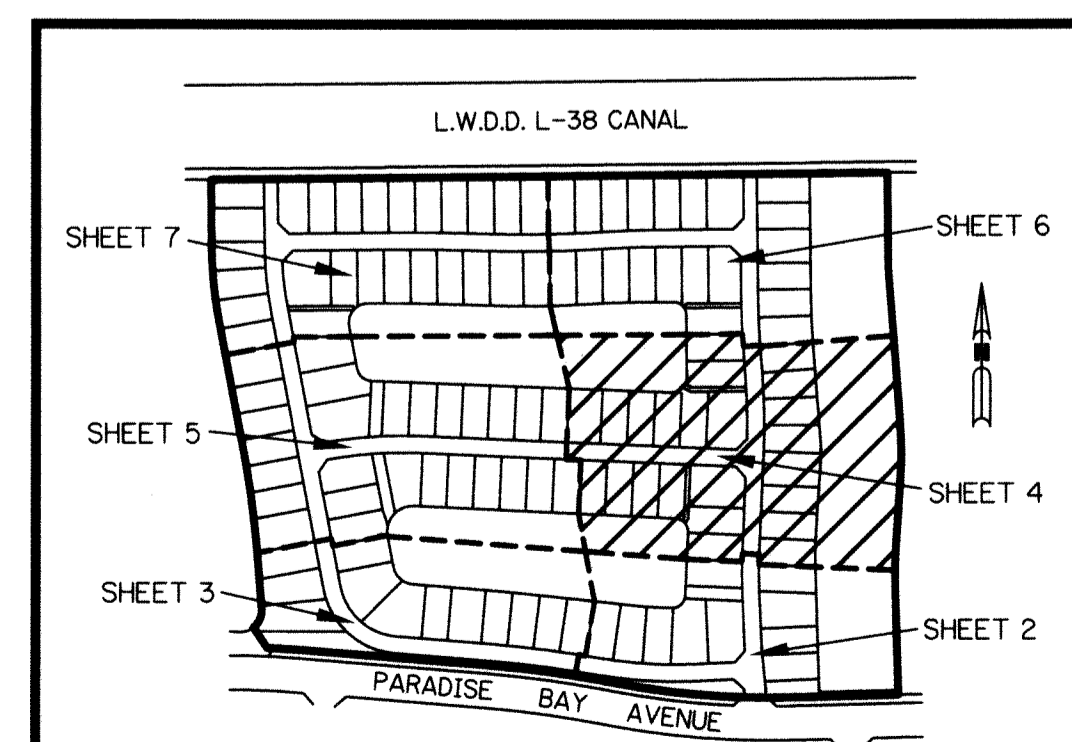 L.W.D.D. L-38 CANAL
SHEET 7
SHEET 6
SHEET 5
SHEET 4
SHEET 3
SHEET 2
PARADISE BAY AVENUE